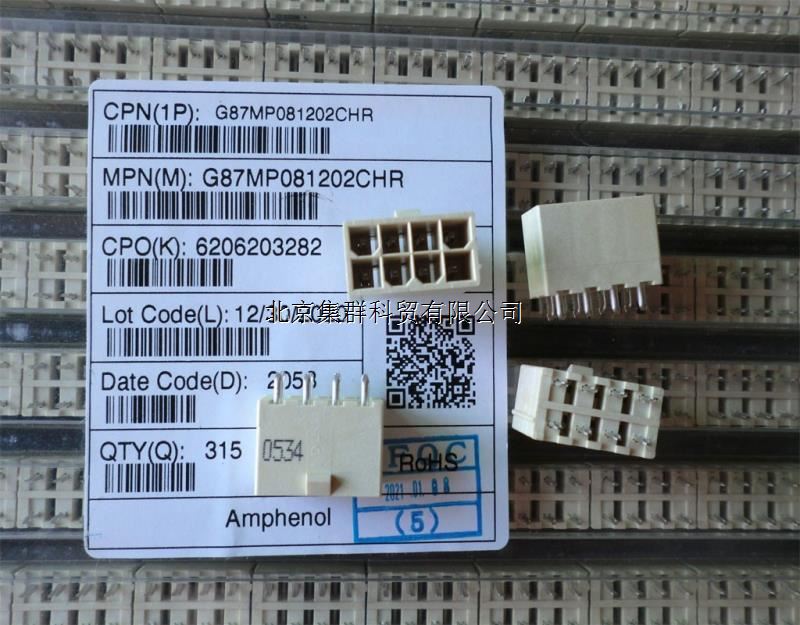 CPN(1P): G87MP081202CHR
MPN(M): G87MP081202CHR
CPO(K): 6206203282
Lot Code(L): 12/
北京集群科贸有限公司
Date Code(D): 2053
QTY(Q): 315
0534
FQC
RoHS
2021.01.08
(5)
Amphenol